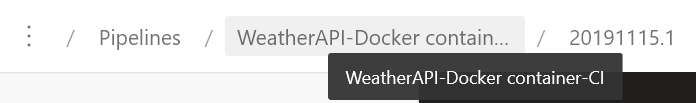 ⋮ / Pipelines / WeatherAPI-Docker contain... / 20191115.1
WeatherAPI-Docker container-CI